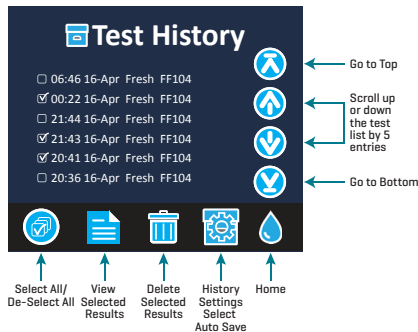 Test History
06:46 16-Apr Fresh FF104
00:22 16-Apr Fresh FF104
21:44 16-Apr Fresh FF104
21:43 16-Apr Fresh FF104
20:41 16-Apr Fresh FF104
20:36 16-Apr Fresh FF104
Go to Top
Scroll up
or down
the test
list by 5
entries
Go to Bottom
Select All/
De-Select All
View
Selected
Results
Delete
Selected
Results
History
Settings
Select
Auto Save
Home